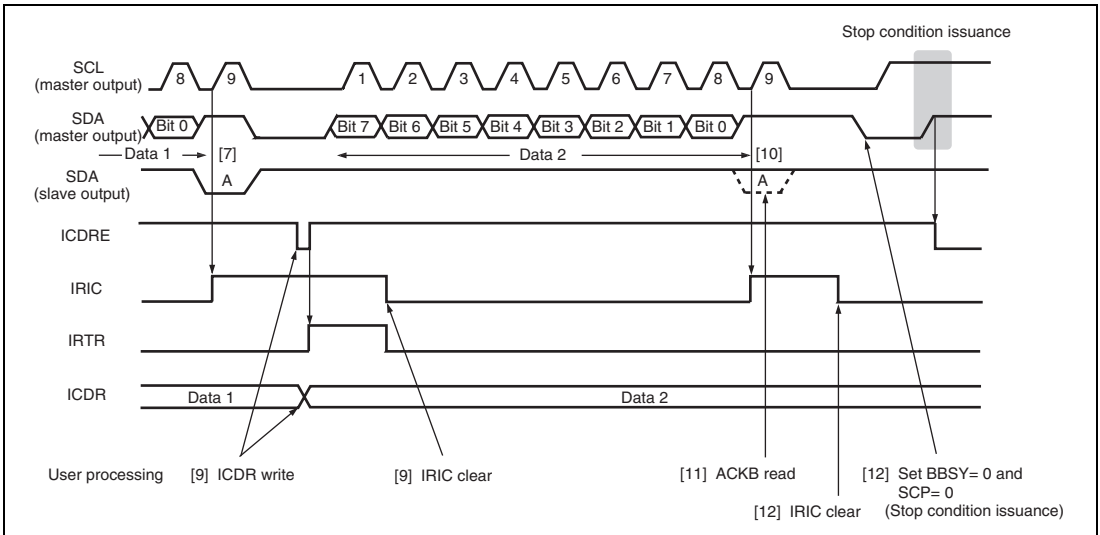 Stop condition issuance
SCL
(master output)
8 9 1 2 3 4 5 6 7 8 9
SDA
(master output)
Bit 0 Bit 7 Bit 6 Bit 5 Bit 4 Bit 3 Bit 2 Bit 1 Bit 0
Data 1 [7] Data 2 [10]
SDA
(slave output)
A A
ICDRE
IRIC
IRTR
ICDR
Data 1 Data 2
User processing [9] ICDR write [9] IRIC clear [11] ACKB read [12] Set BBSY= 0 and
SCP= 0
[12] IRIC clear (Stop condition issuance)